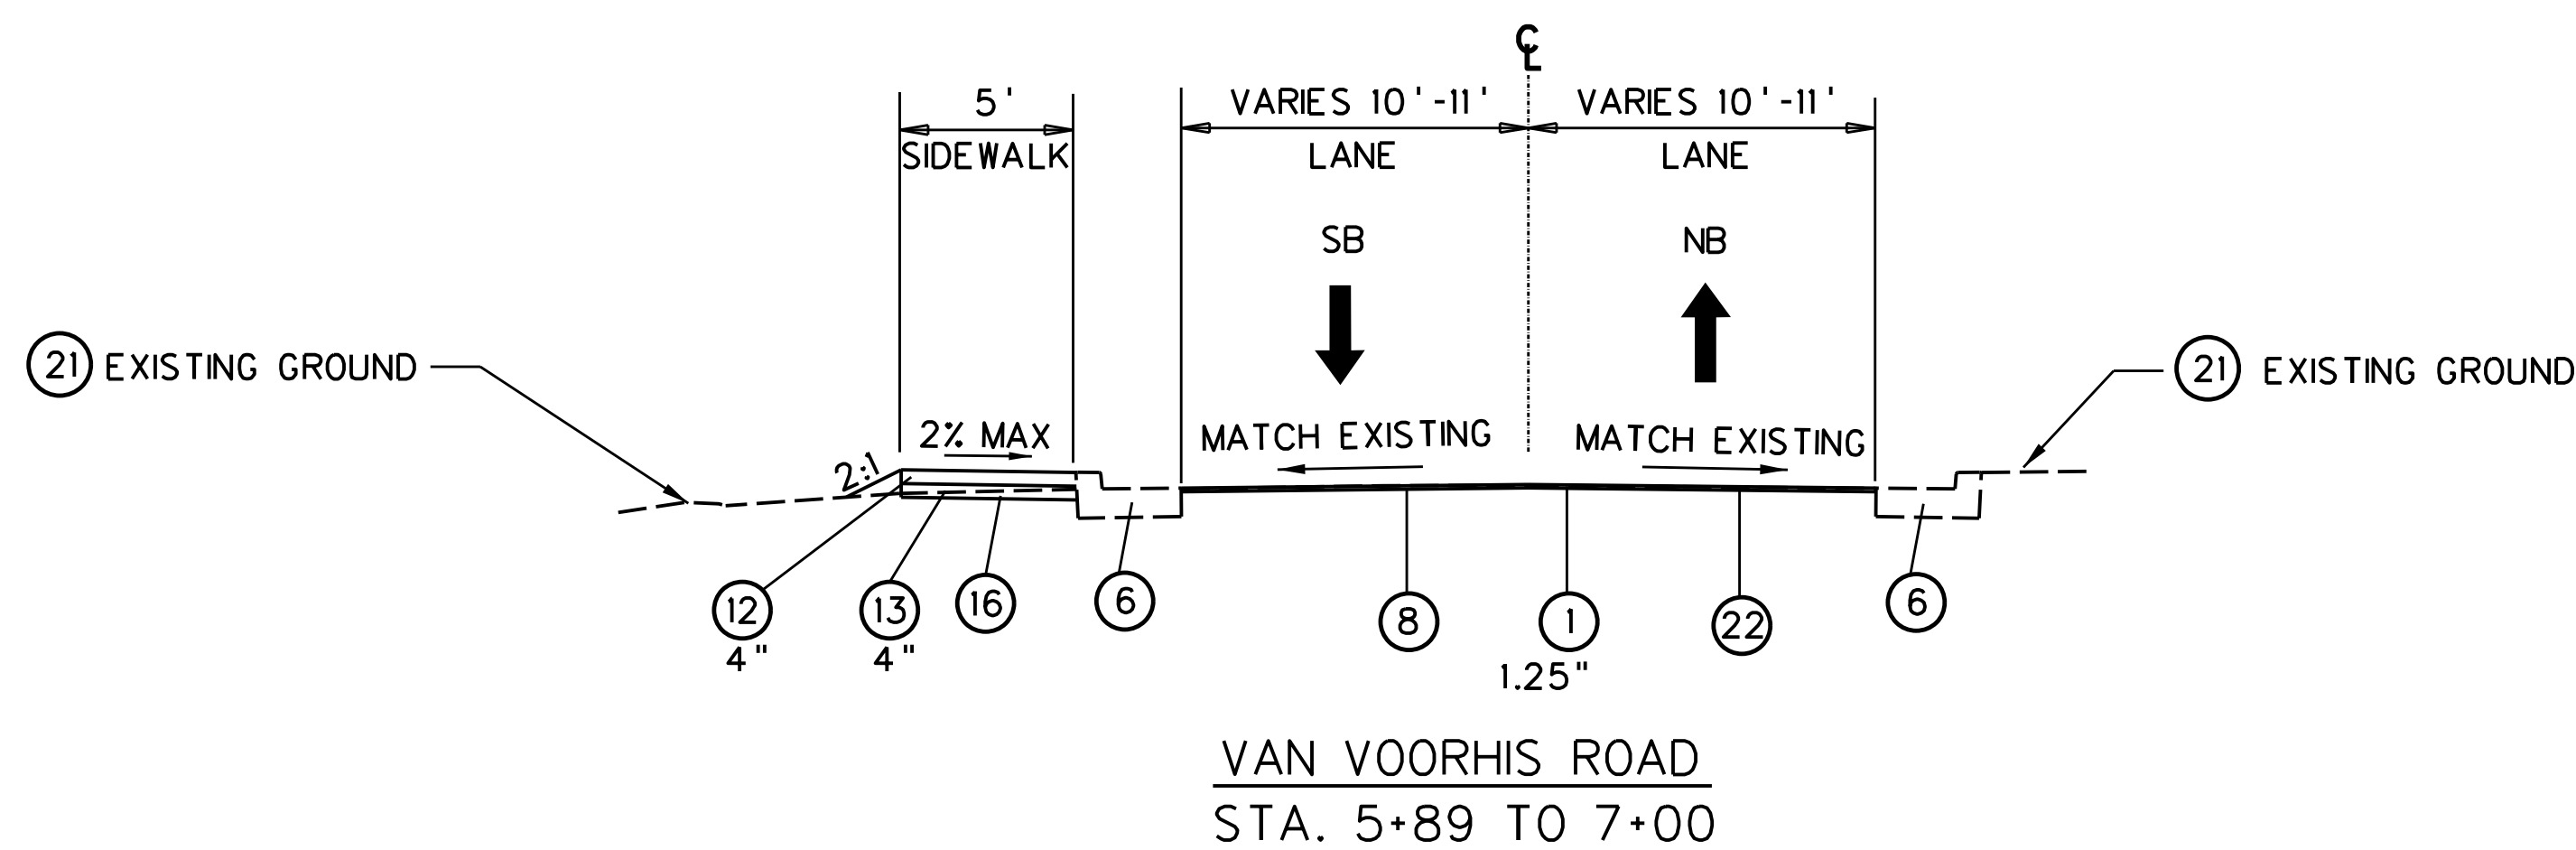 ℄
5' VARIES 10'-11' VARIES 10'-11'
SIDEWALK LANE LANE
SB NB
21 EXISTING GROUND 21 EXISTING GROUND
2% MAX MATCH EXISTING MATCH EXISTING
2:1
12 13 16 6 8 1 22 6
4" 4" 1.25"
VAN VOORHIS ROAD
STA. 5+89 TO 7+00